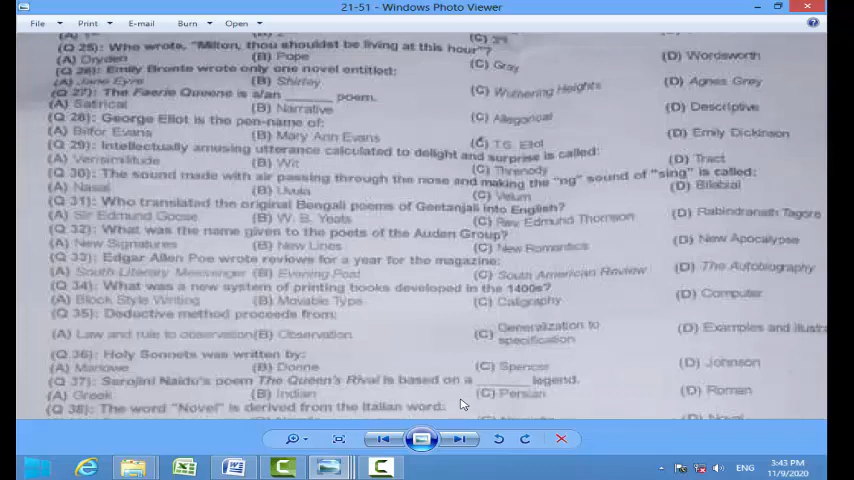 21-51 - Windows Photo Viewer
File Print E-mail Burn Open
(Q 25): Who wrote, "Milton, thou shouldst be living at this hour"?
(A) Dryden (B) Pope (C) Gray (D) Wordsworth
(Q 26): Emily Bronte wrote only one novel entitled:
(A) Jane Eyre (B) Shirley (C) Wuthering Heights (D) Agnes Grey
(Q 27): The Faerie Queene is a/an ______ poem.
(A) Satirical (B) Narrative (C) Allegorical (D) Descriptive
(Q 28): George Eliot is the pen-name of:
(A) Bilfor Evans (B) Mary Ann Evans (C) T.G. Eliot (D) Emily Dickinson
(Q 29): Intellectually amusing utterance calculated to delight and surprise is called:
(A) Verisimilitude (B) Wit (C) Threnody (D) Tract
(Q 30): The sound made with air passing through the nose and making the "ng" sound of "sing" is called:
(A) Nasal (B) Uvula (C) Velum (D) Bilabial
(Q 31): Who translated the original Bengali poems of Geetanjali into English?
(A) Sir Edmund Goose (B) W. B. Yeats (C) Rev. Edmund Thomson (D) Rabindranath Tagore
(Q 32): What was the name given to the poets of the Auden Group?
(A) New Signatures (B) New Lines (C) New Romantics (D) New Apocalypse
(Q 33): Edgar Allen Poe wrote reviews for a year for the magazine:
(A) South Literary Messenger (B) Evening Post (C) South American Review (D) The Autobiography
(Q 34): What was a new system of printing books developed in the 1400s?
(A) Block Style Writing (B) Movable Type (C) Caligraphy (D) Computer
(Q 35): Deductive method proceeds from:
(A) Law and rule to observation (B) Observation (C) Generalization to specification (D) Examples and illustra
(Q 36): Holy Sonnets was written by:
(A) Marlowe (B) Donne (C) Spencer (D) Johnson
(Q 37): Sarojini Naidu's poem The Queen's Rival is based on a ______ legend.
(A) Greek (B) Indian (C) Persian (D) Roman
(Q 38): The word "Novel" is derived from the Italian word:
ENG
3:43 PM
11/9/2020